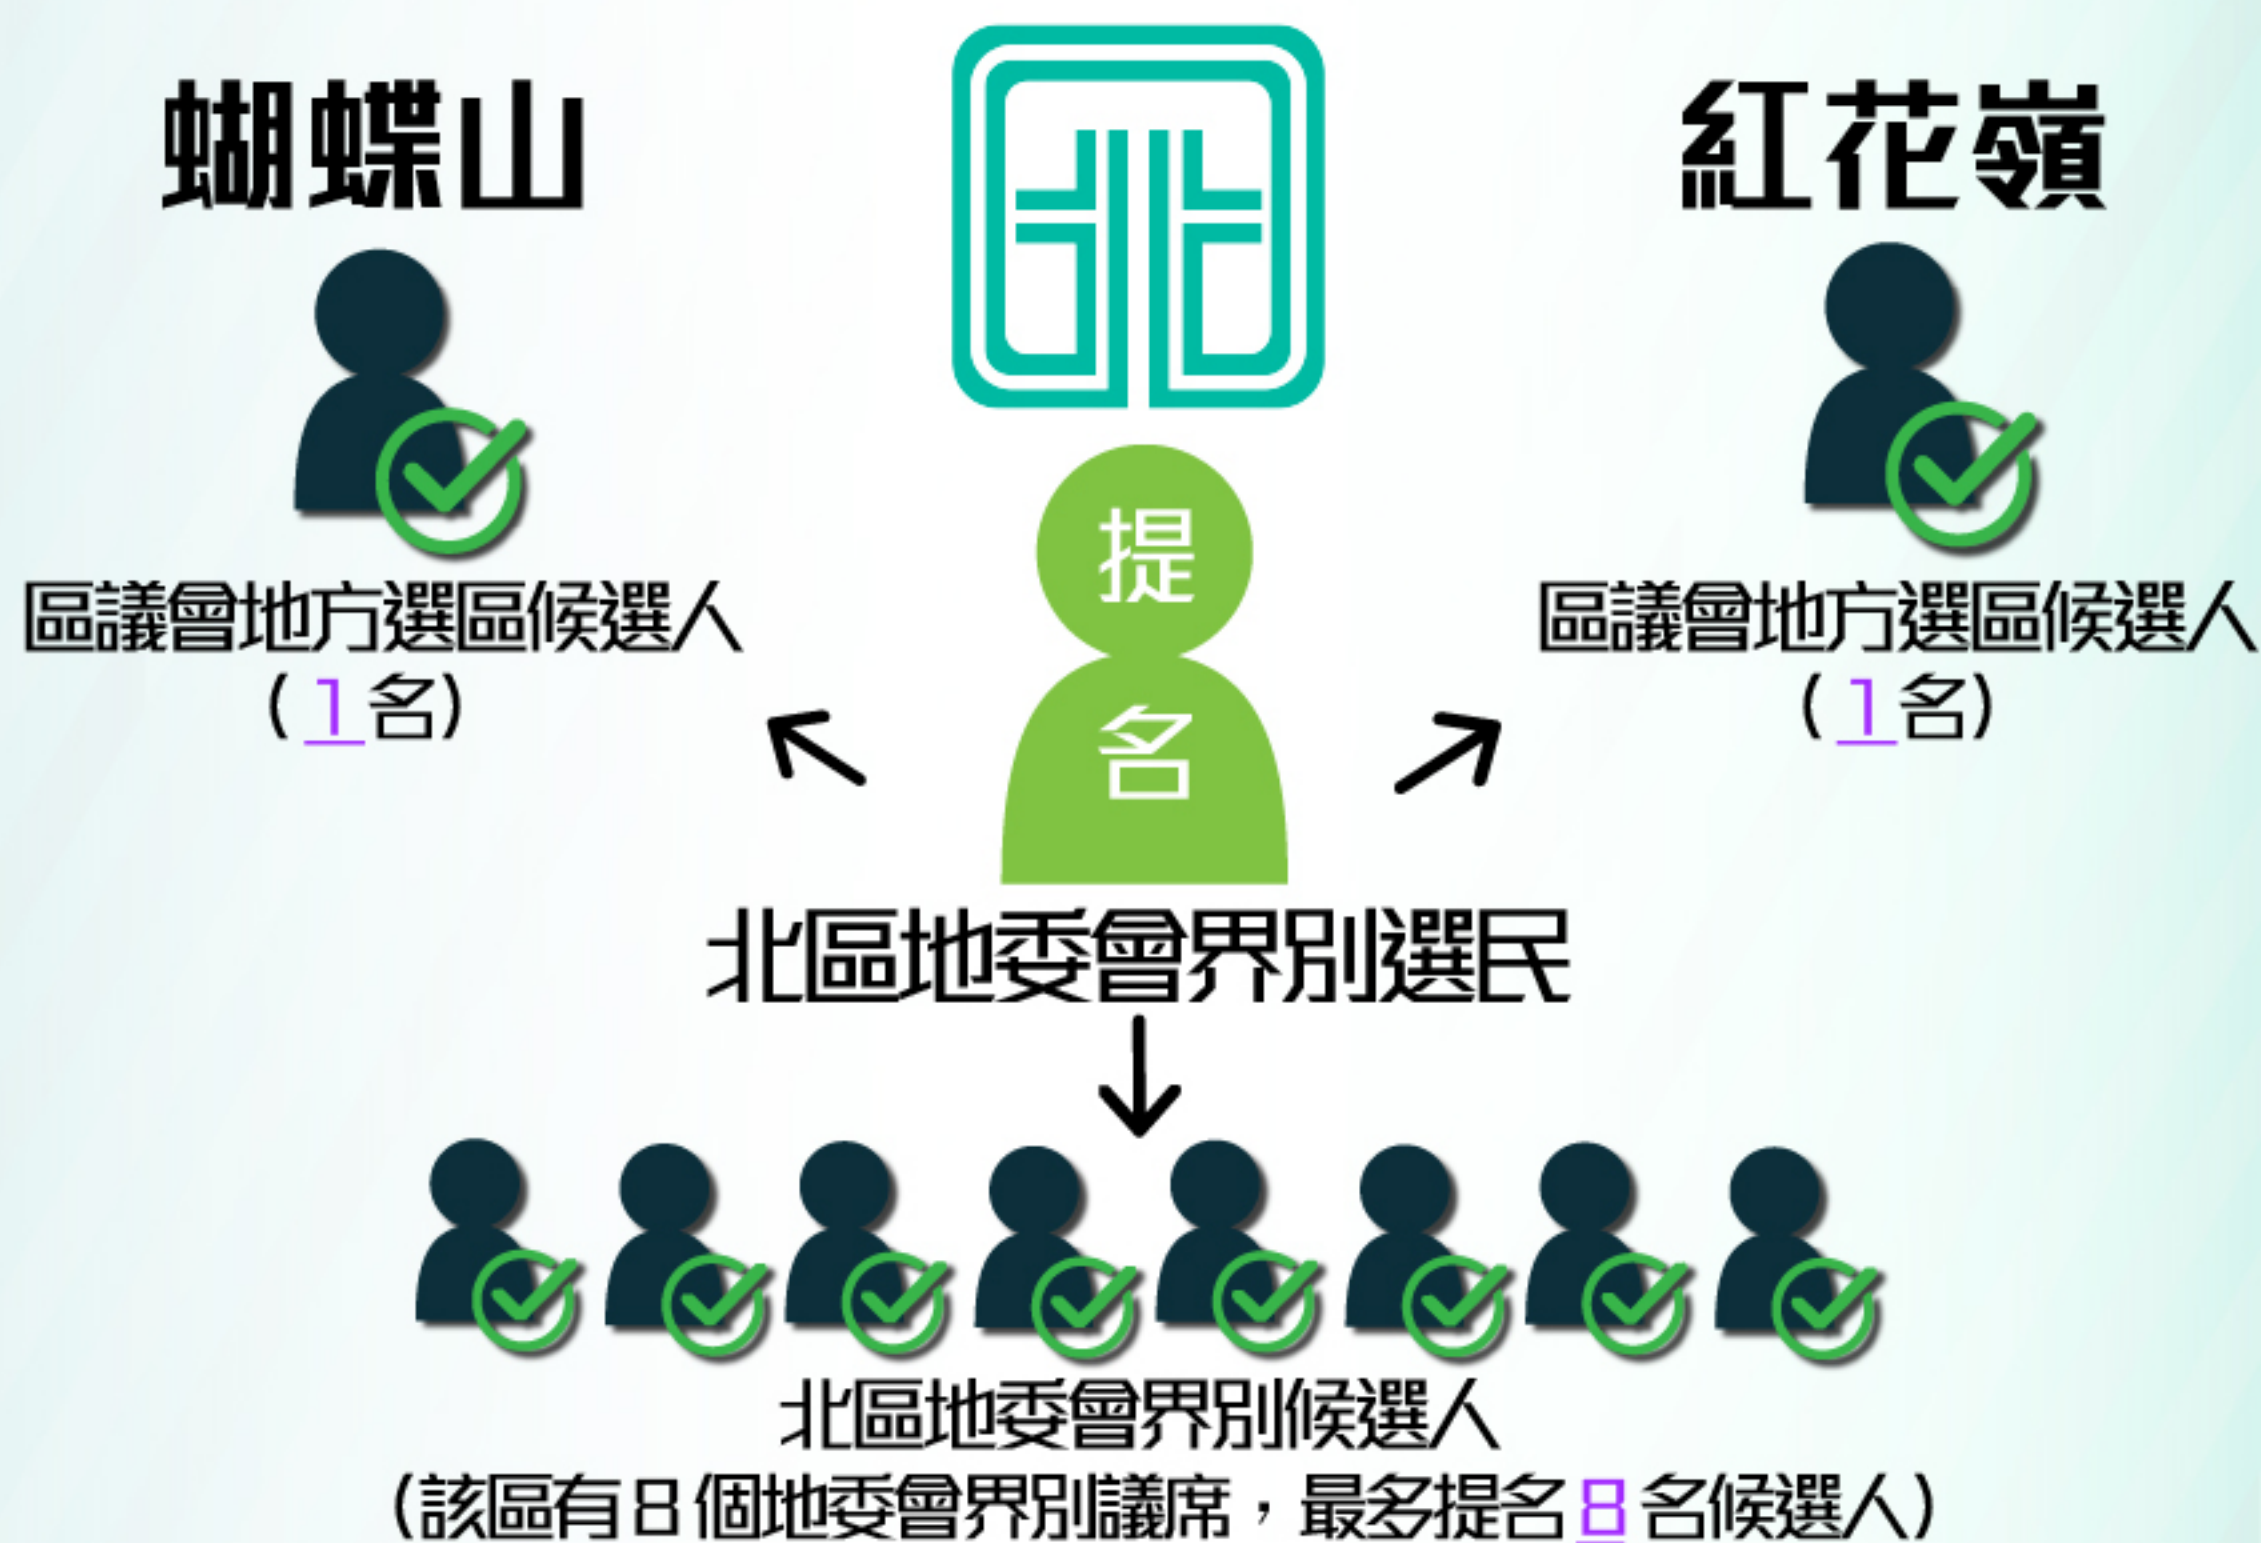 蝴蝶山
北
紅花嶺
區議會地方選區候選人
(1名)
提
名
區議會地方選區候選人
(1名)
北區地委會界別選民
北區地委會界別候選人
(該區有8個地委會界別議席，最多提名8名候選人)